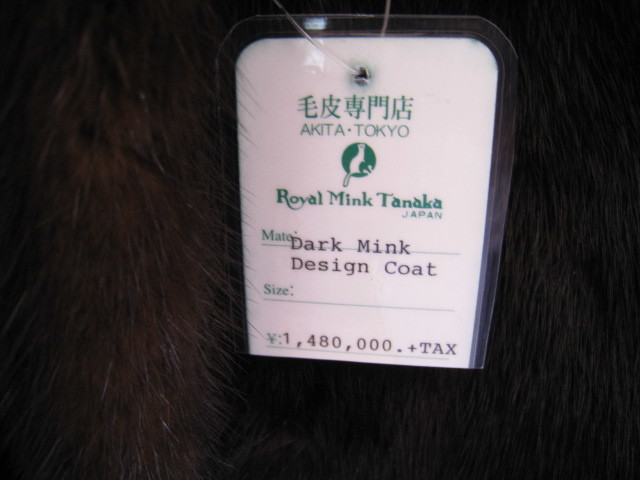 毛皮専門店
AKITA・TOKYO
Royal Mink Tanaka
JAPAN
Mate:
Dark Mink
Design Coat
Size:
¥:1,480,000.+TAX